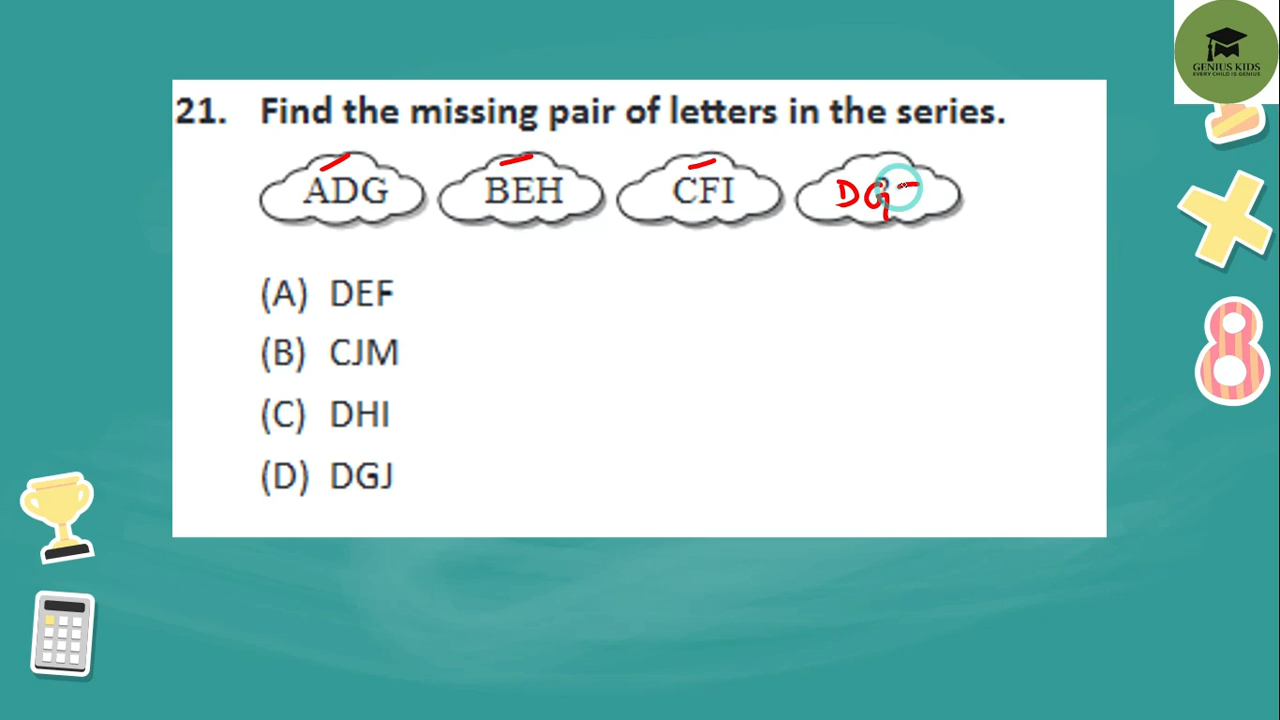 GENIUS KIDS
EVERY CHILD IS GENIUS
21. Find the missing pair of letters in the series.
ADG BEH CFI DG
(A) DEF
(B) CJM
(C) DHI
(D) DGJ